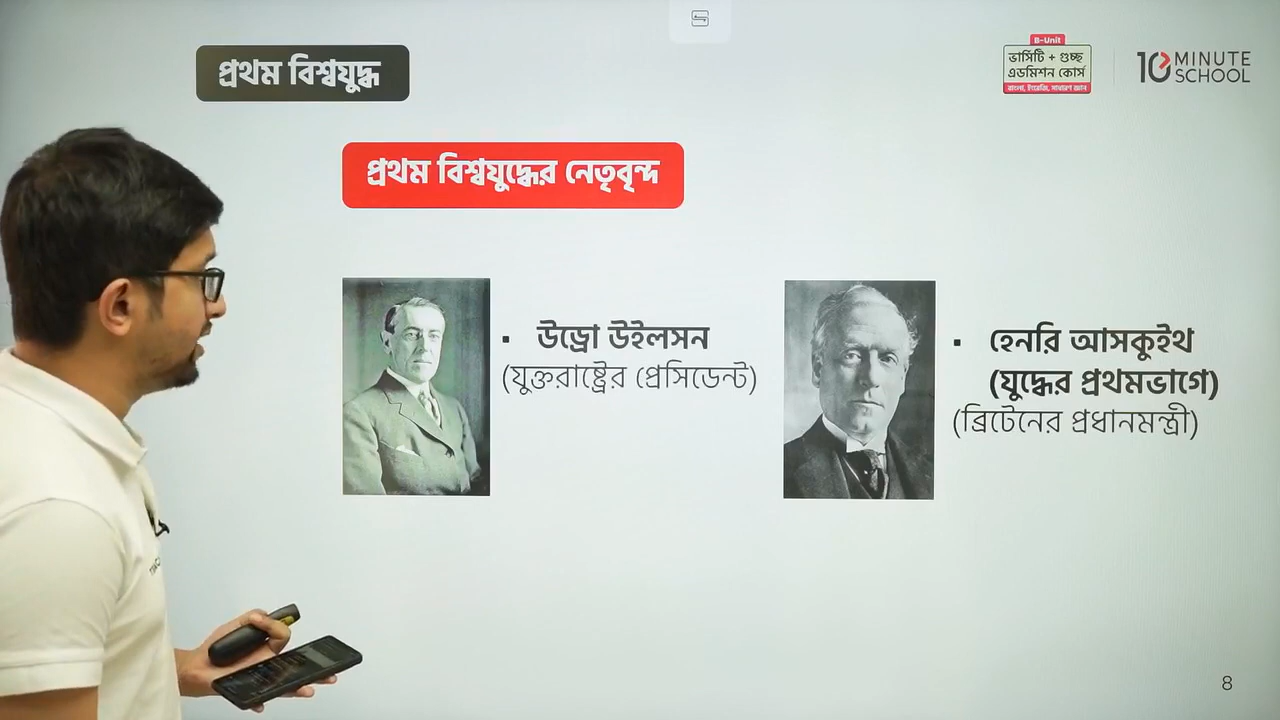 প্রথম বিশ্বযুদ্ধ
B-Unit
ভার্সিটি + গুচ্ছ
এডমিশন কোর্স
বাংলা, ইংরেজি, সাধারণ জ্ঞান
10 MINUTE
SCHOOL
প্রথম বিশ্বযুদ্ধের নেতৃবৃন্দ
▪ উড্রো উইলসন
(যুক্তরাষ্ট্রের প্রেসিডেন্ট)
▪ হেনরি আসকুইথ
(যুদ্ধের প্রথমভাগে)
(ব্রিটেনের প্রধানমন্ত্রী)
8